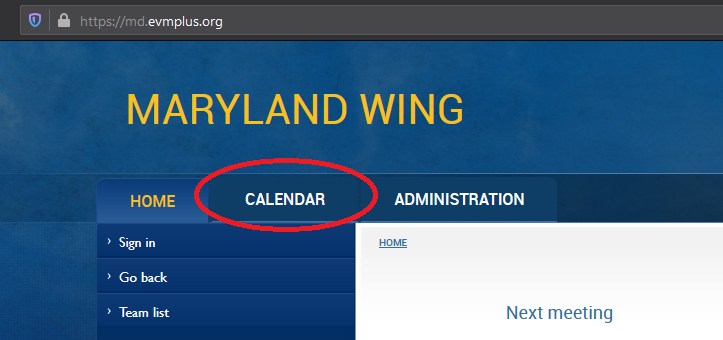 https://md.evmplus.org
MARYLAND WING
HOME CALENDAR ADMINISTRATION
› Sign in
› Go back
› Team list
HOME
Next meeting